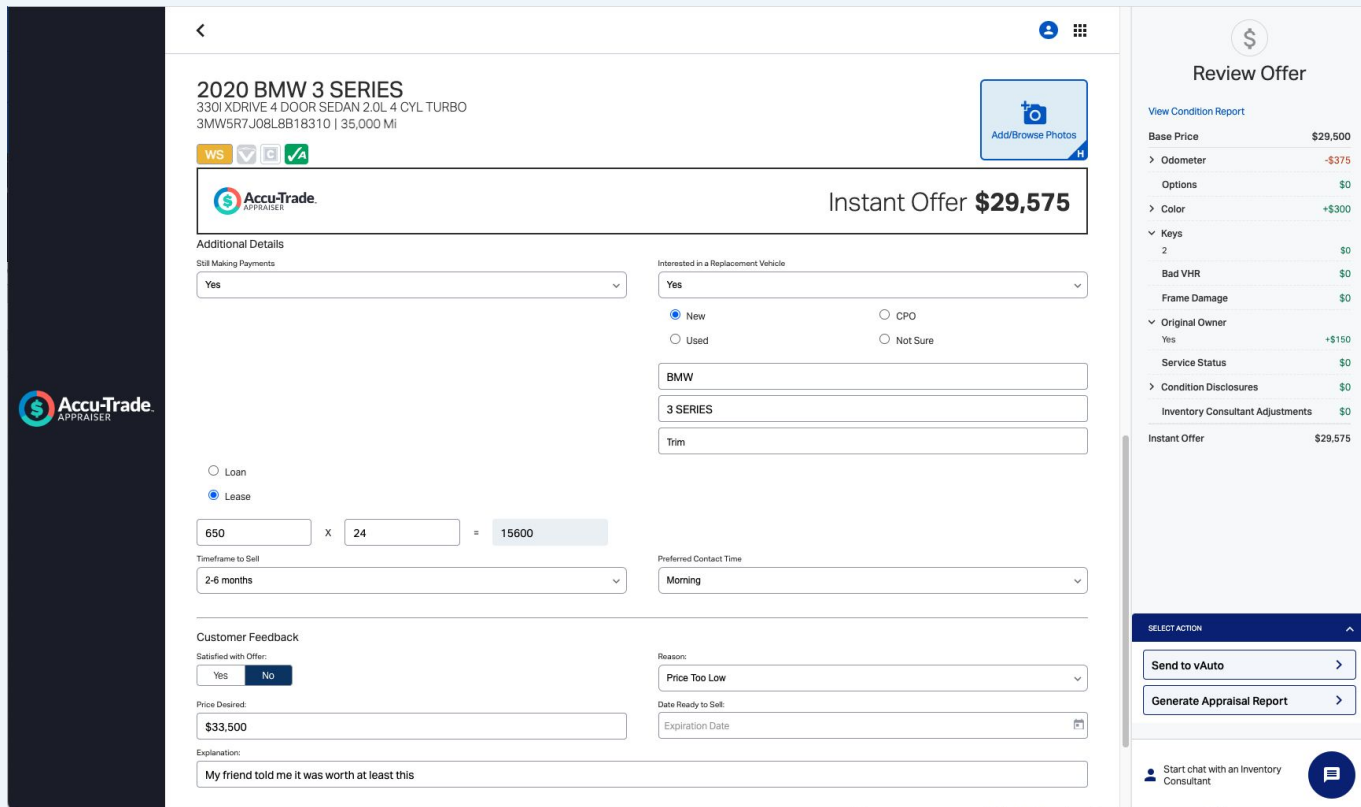 Accu-Trade
APPRAISER
2020 BMW 3 SERIES
330I XDRIVE 4 DOOR SEDAN 2.0L 4 CYL TURBO
3MW5R7J08L8B18310 | 35,000 Mi
WS
C
A
Add/Browse Photos
H
Accu-Trade
APPRAISER
Instant Offer $29,575
Additional Details
Still Making Payments
Yes
Interested in a Replacement Vehicle
Yes
New
CPO
Used
Not Sure
BMW
3 SERIES
Trim
Loan
Lease
650 X 24 = 15600
Timeframe to Sell
2-6 months
Preferred Contact Time
Morning
Customer Feedback
Satisfied with Offer:
Yes No
Reason:
Price Too Low
Price Desired:
$33,500
Date Ready to Sell:
Expiration Date
Explanation:
My friend told me it was worth at least this
$
Review Offer
View Condition Report
Base Price $29,500
Odometer -$375
Options $0
Color +$300
Keys
2 $0
Bad VHR $0
Frame Damage $0
Original Owner
Yes +$150
Service Status $0
Condition Disclosures $0
Inventory Consultant Adjustments $0
Instant Offer $29,575
SELECT ACTION
Send to vAuto
Generate Appraisal Report
Start chat with an Inventory
Consultant